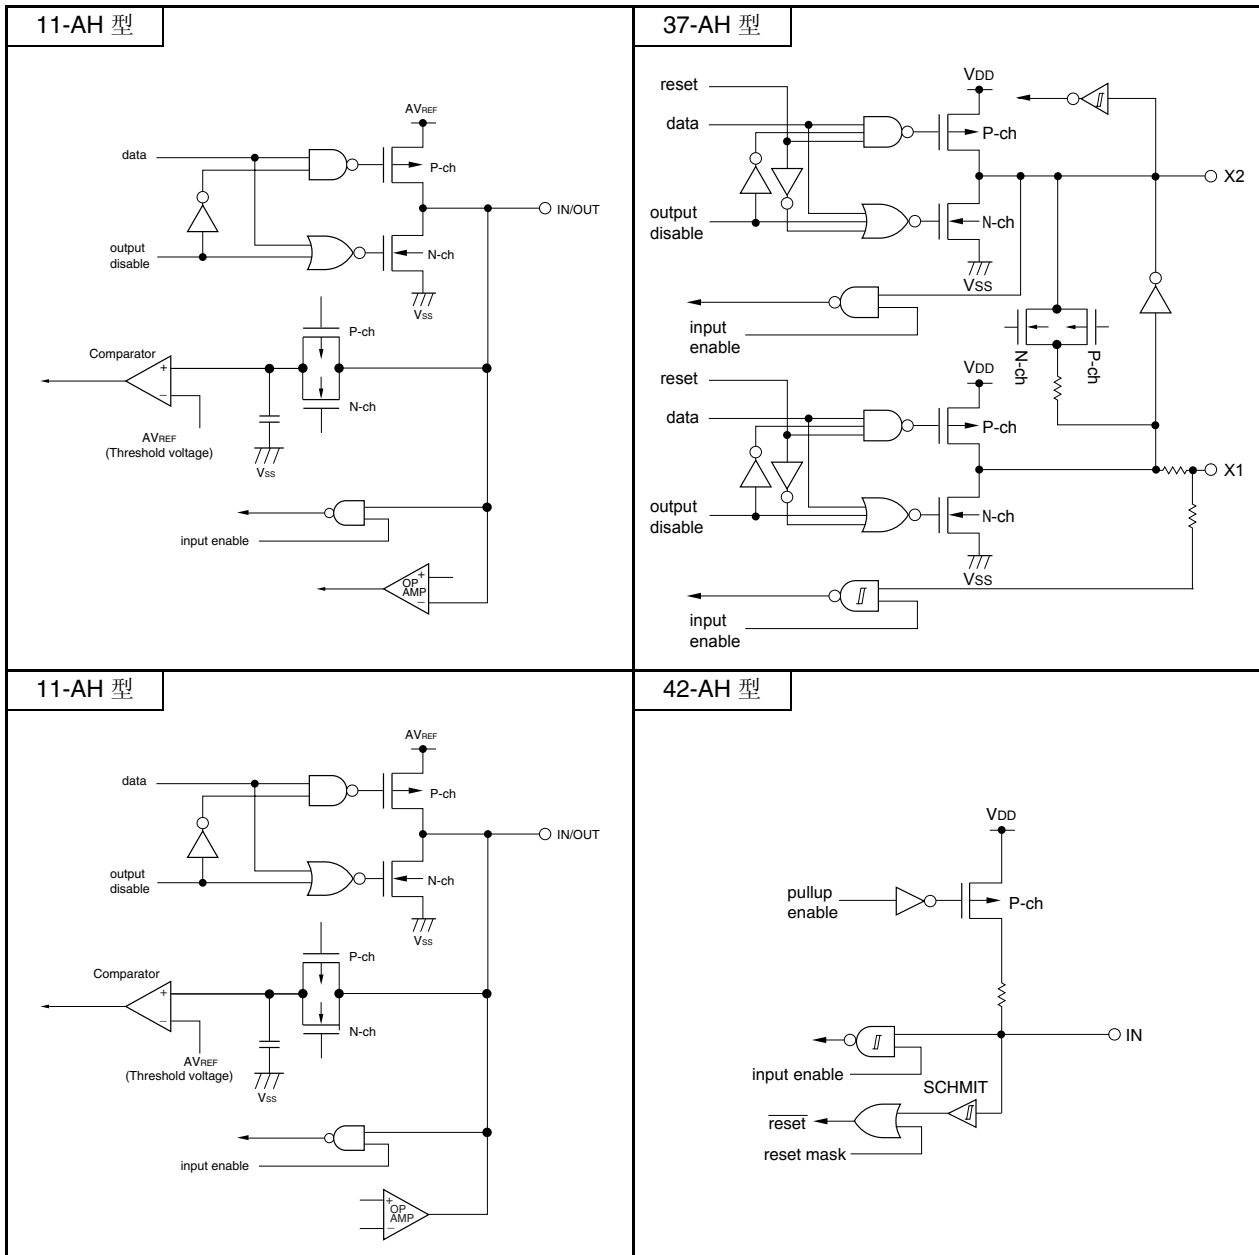 11-AH 型
AVREF
data
P-ch
IN/OUT
output
disable
N-ch
VSS
P-ch
Comparator
+
−
N-ch
AVREF
(Threshold voltage)
VSS
input enable
+
OP
AMP
−
37-AH 型
VDD
reset
data
P-ch
X2
output
disable
N-ch
VSS
input
enable
N-ch
P-ch
VDD
reset
data
P-ch
X1
output
disable
N-ch
VSS
input
enable
11-AH 型
AVREF
data
P-ch
IN/OUT
output
disable
N-ch
VSS
P-ch
Comparator
+
−
N-ch
AVREF
(Threshold voltage)
VSS
input enable
+
OP
AMP
−
42-AH 型
VDD
pullup
enable
P-ch
IN
input enable
SCHMIT
reset
reset mask